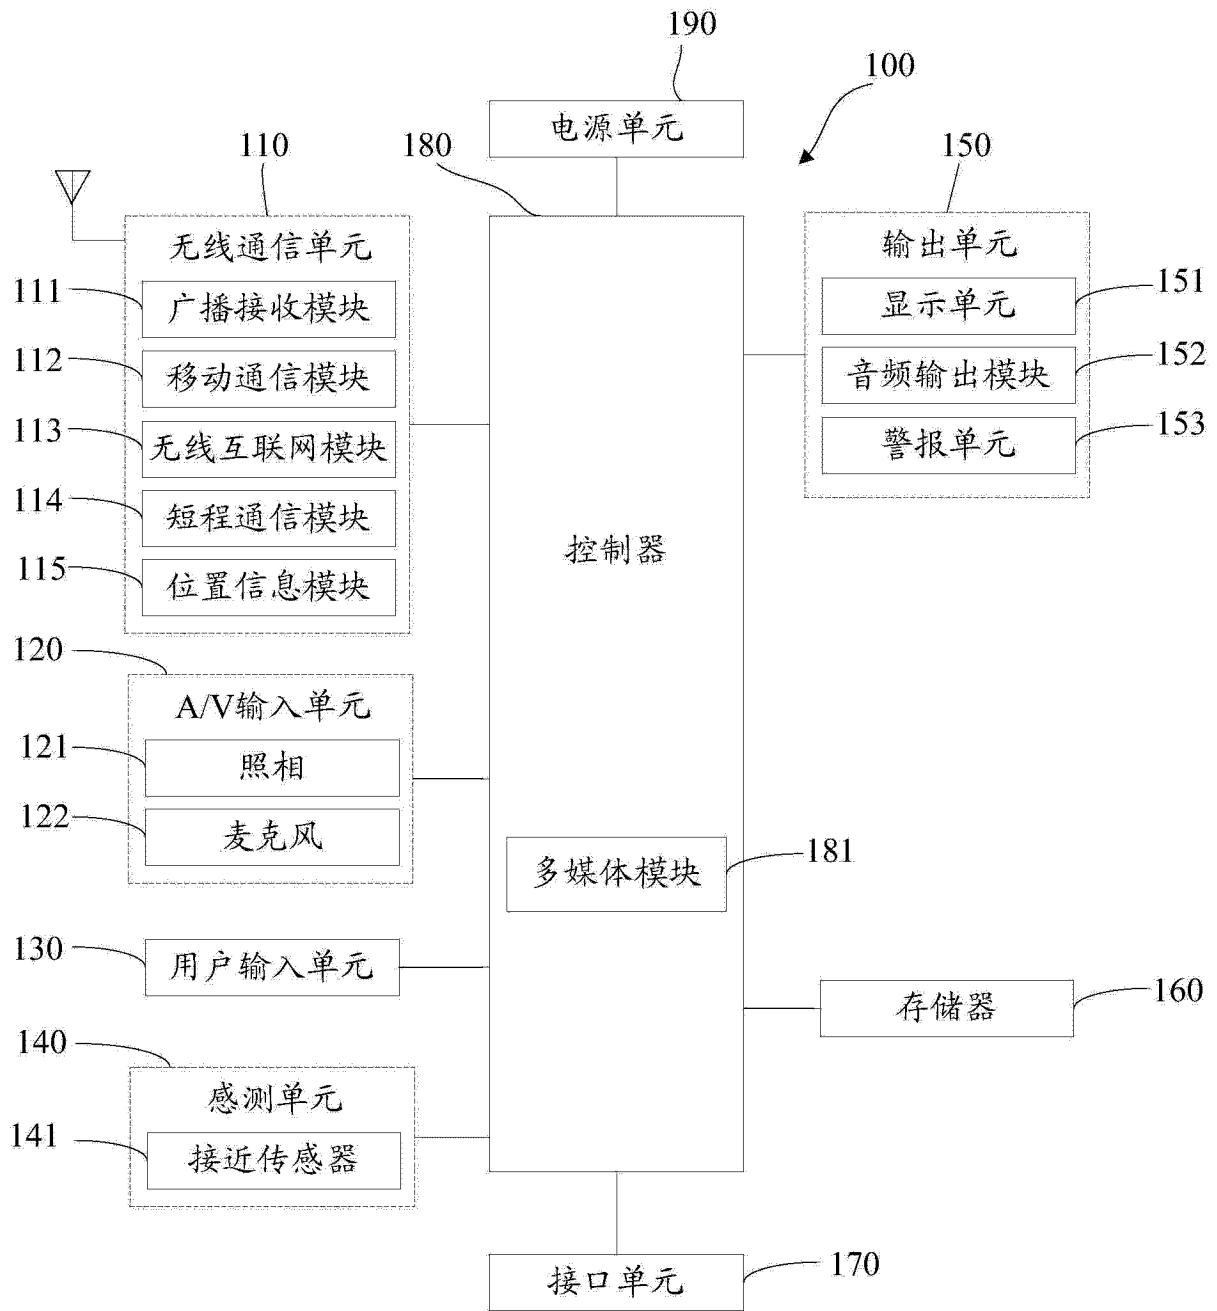 190
100
电源单元
110
180
150
无线通信单元
111
广播接收模块
112
移动通信模块
113
无线互联网模块
114
短程通信模块
115
位置信息模块
输出单元
151
显示单元
152
音频输出模块
153
警报单元
控制器
120
A/V输入单元
121
照相
122
麦克风
多媒体模块
181
130
用户输入单元
160
存储器
140
感测单元
141
接近传感器
接口单元
170